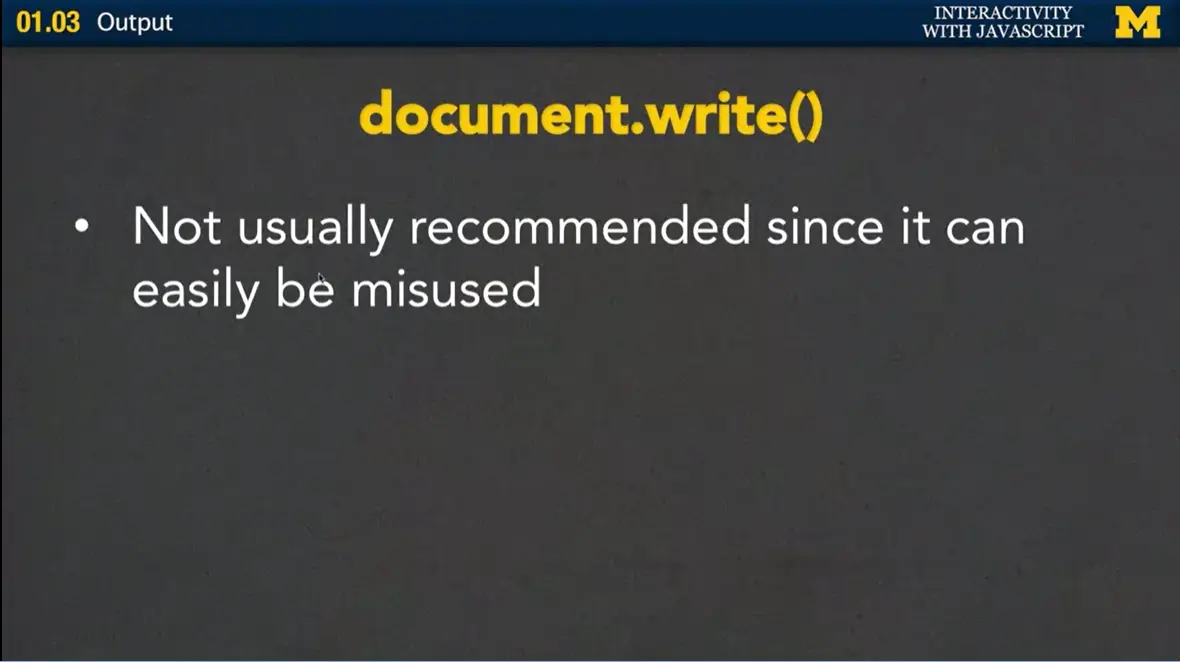 01.03 Output
INTERACTIVITY
WITH JAVASCRIPT
M
document.write()
• Not usually recommended since it can
easily be misused